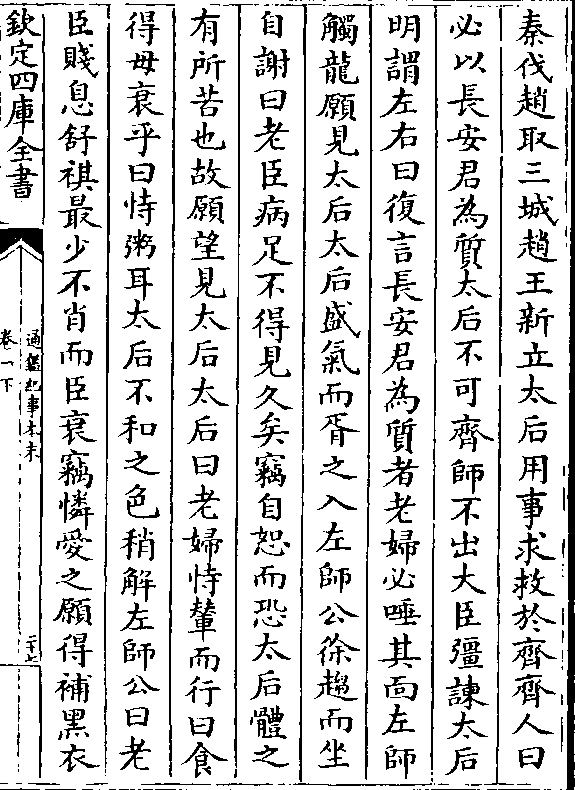 秦伐趙取三城趙王新立太后用事求救於齊齊人曰
必以長安君為質太后不可齊師不出大臣彊諫太后
明謂左右曰復言長安君為質者老婦必唾其面左師
觸龍願見太后太后盛氣而胥之入左師公徐趨而坐
自謝曰老臣病足不得見久矣竊自恕而恐太后體之
有所苦也故願望見太后太后曰老婦恃輦而行曰食
得毋衰乎曰恃粥耳太后不和之色稍解左師公曰老
臣賤息舒祺最少不肖而臣衰竊憐愛之願得補黑衣
欽定四庫全書
通鑑紀事本末
卷一下
二十七